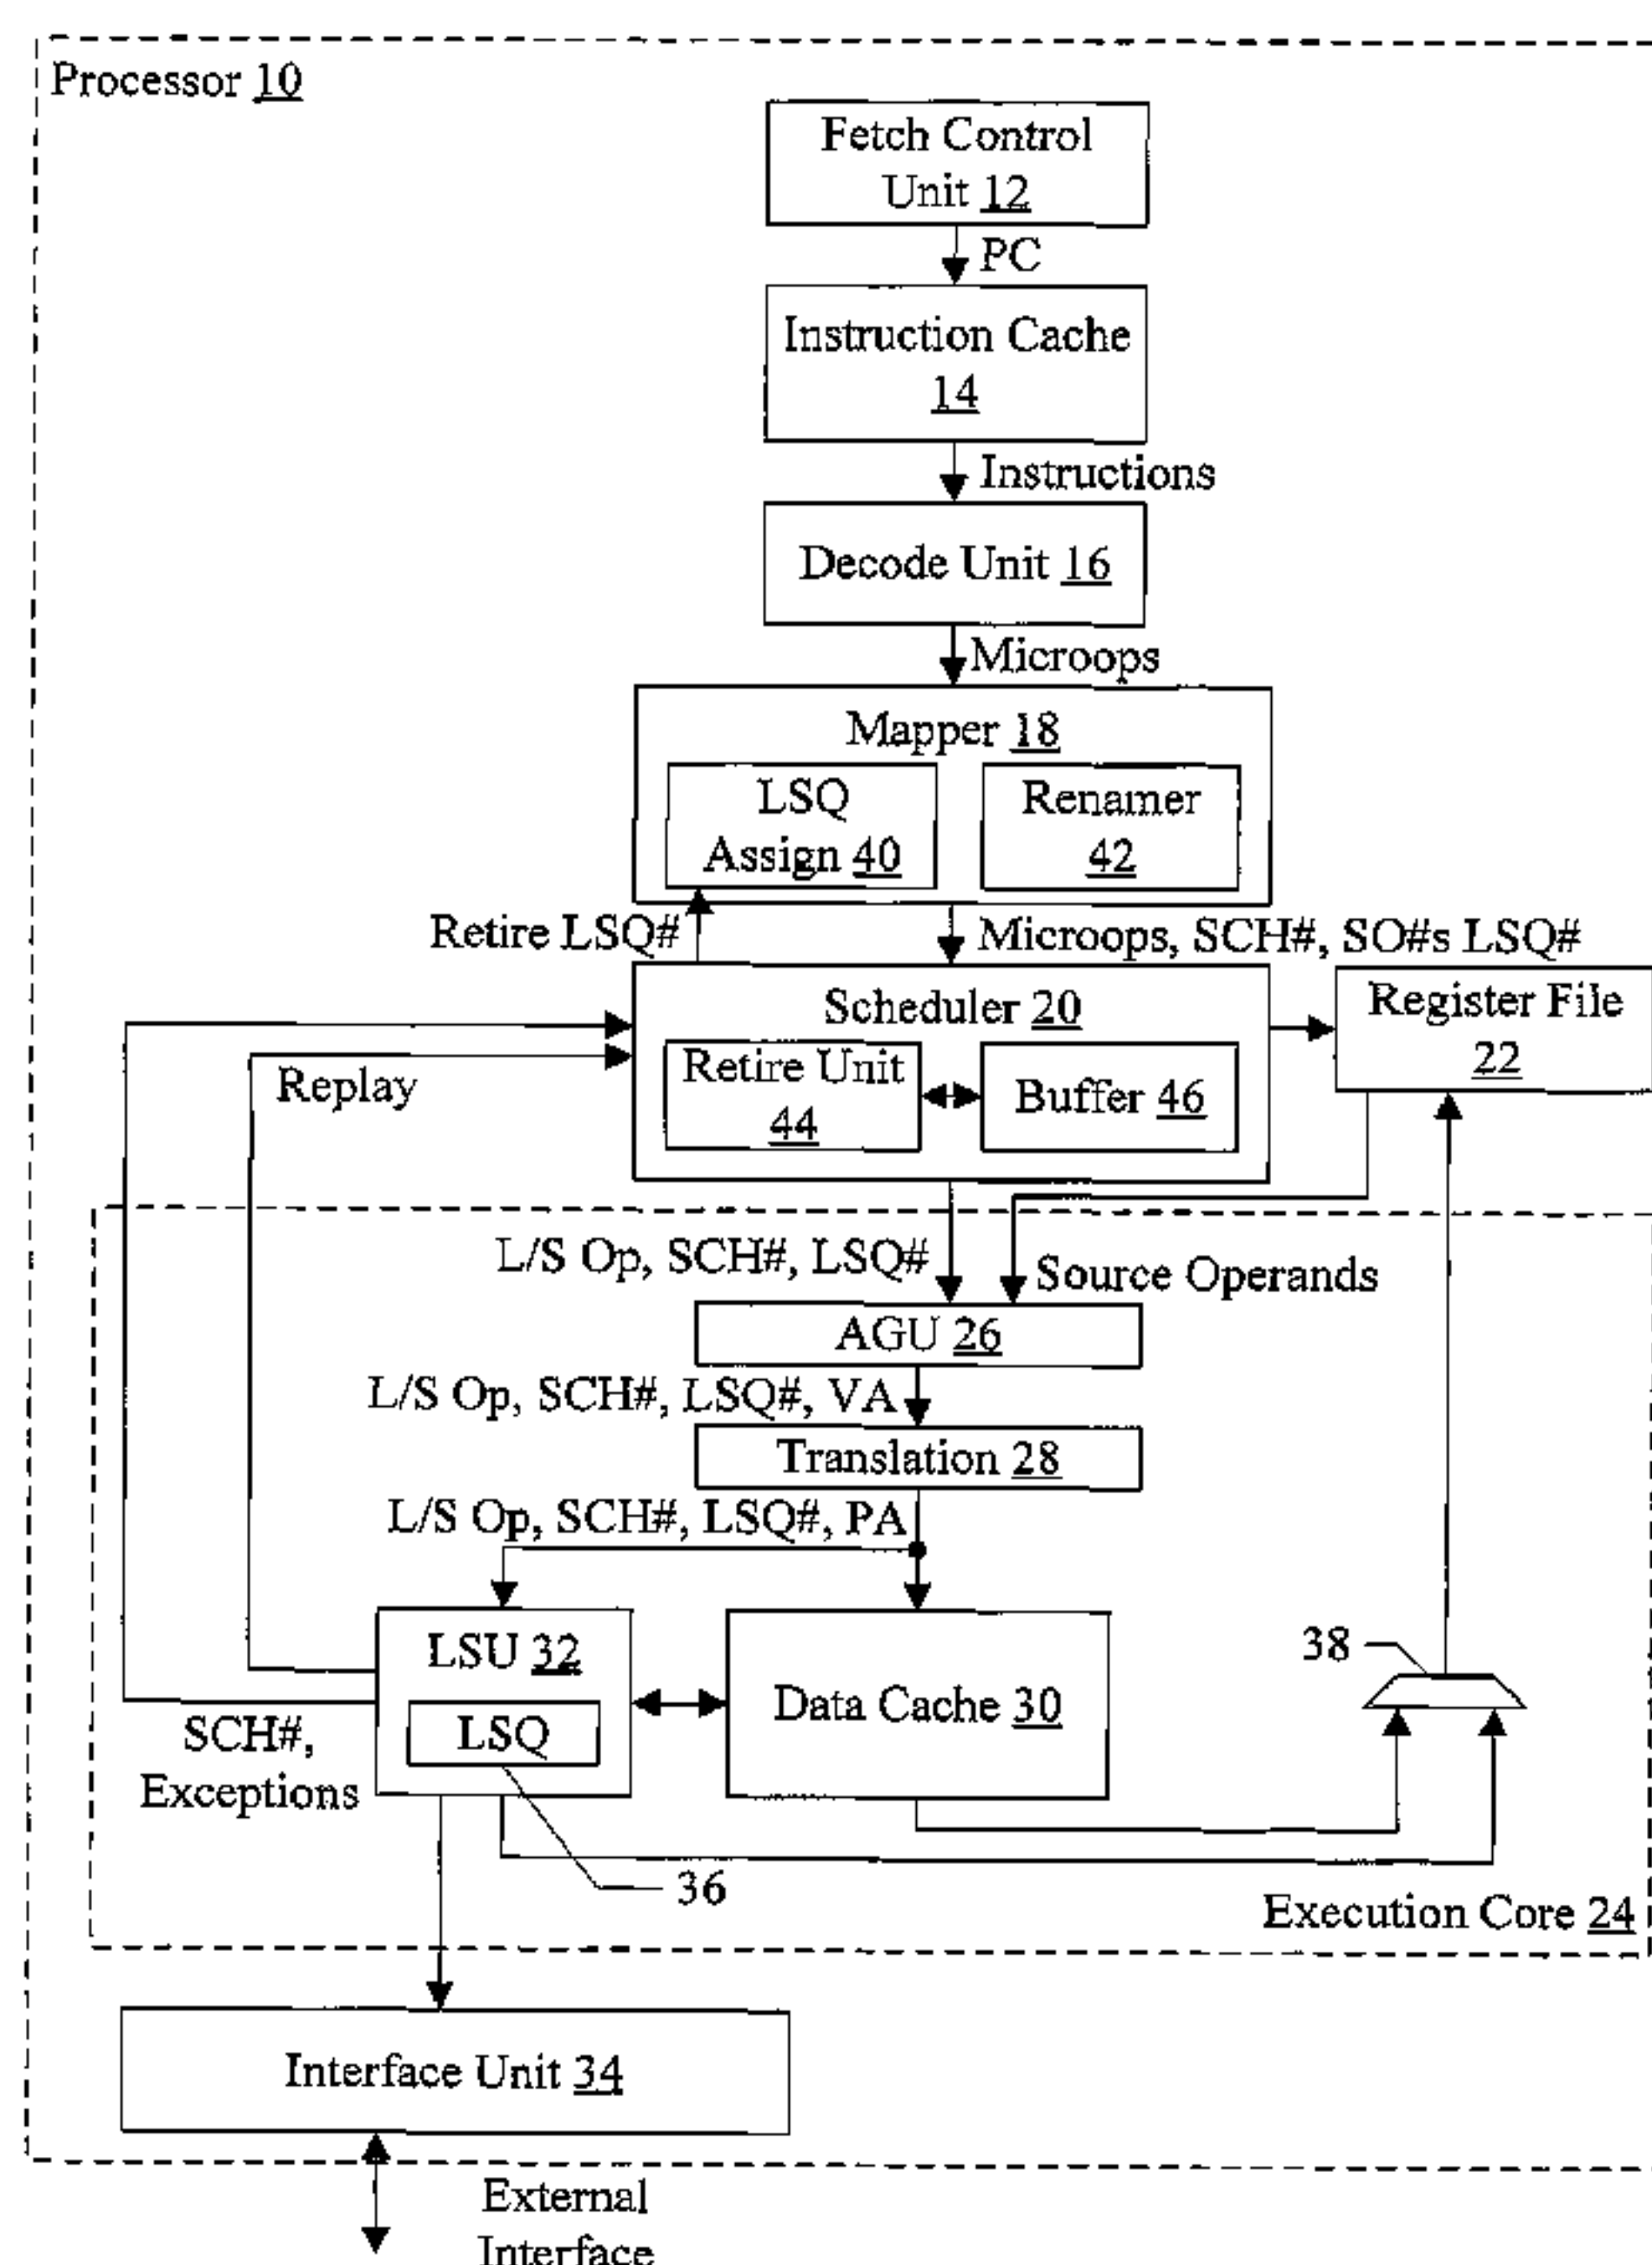 Processor 10
Fetch Control
Unit 12
PC
Instruction Cache
14
Instructions
Decode Unit 16
Microops
Mapper 18
LSQ
Assign 40
Renamer
42
Retire LSQ#
Microops, SCH#, SO#s LSQ#
Scheduler 20
Retire Unit
44
Buffer 46
Register File
22
Replay
L/S Op, SCH#, LSQ#
Source Operands
AGU 26
L/S Op, SCH#, LSQ#, VA
Translation 28
L/S Op, SCH#, LSQ#, PA
LSU 32
LSQ
Data Cache 30
38
SCH#,
Exceptions
36
Execution Core 24
Interface Unit 34
External
Interface